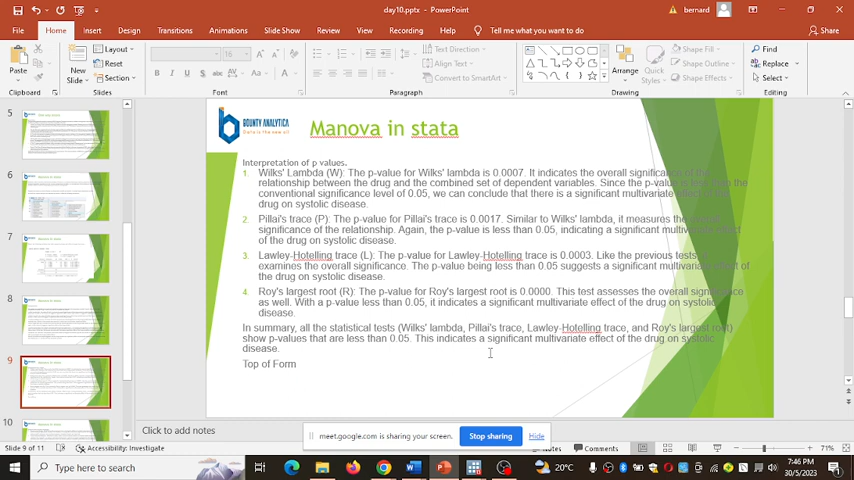 day10.pptx - PowerPoint
bernard
File Home Insert Design Transitions Animations Slide Show Review View Recording Help Tell me what you want to do Share
Paste
Clipboard
New Slide
Layout
Reset
Section
Slides
16
B I U S abc AV Aa A
Font
Paragraph
Text Direction
Align Text
Convert to SmartArt
Arrange
Quick Styles
Shape Fill
Shape Outline
Shape Effects
Drawing
Find
Replace
Select
Editing
5
6
7
8
9
10
BOUNTY ANALYTICA
Data is the new oil
Manova in stata
Interpretation of p values.
1. Wilks' Lambda (W): The p-value for Wilks' lambda is 0.0007. It indicates the overall significance of the
relationship between the drug and the combined set of dependent variables. Since the p-value is less than the
conventional significance level of 0.05, we can conclude that there is a significant multivariate effect of the
drug on systolic disease.
2. Pillai's trace (P): The p-value for Pillai's trace is 0.0017. Similar to Wilks' lambda, it measures the overall
significance of the relationship. Again, the p-value is less than 0.05, indicating a significant multivariate effect
of the drug on systolic disease.
3. Lawley-Hotelling trace (L): The p-value for Lawley-Hotelling trace is 0.0003. Like the previous tests, it
examines the overall significance. The p-value being less than 0.05 suggests a significant multivariate effect of
the drug on systolic disease.
4. Roy's largest root (R): The p-value for Roy's largest root is 0.0000. This test assesses the overall significance
as well. With a p-value less than 0.05, it indicates a significant multivariate effect of the drug on systolic
disease.
In summary, all the statistical tests (Wilks' lambda, Pillai's trace, Lawley-Hotelling trace, and Roy's largest root)
show p-values that are less than 0.05. This indicates a significant multivariate effect of the drug on systolic
disease.
Top of Form
Click to add notes
meet.google.com is sharing your screen. Stop sharing Hide
Slide 9 of 11 Accessibility: Investigate Notes Comments 71%
Type here to search
20°C
7:46 PM
30/5/2023